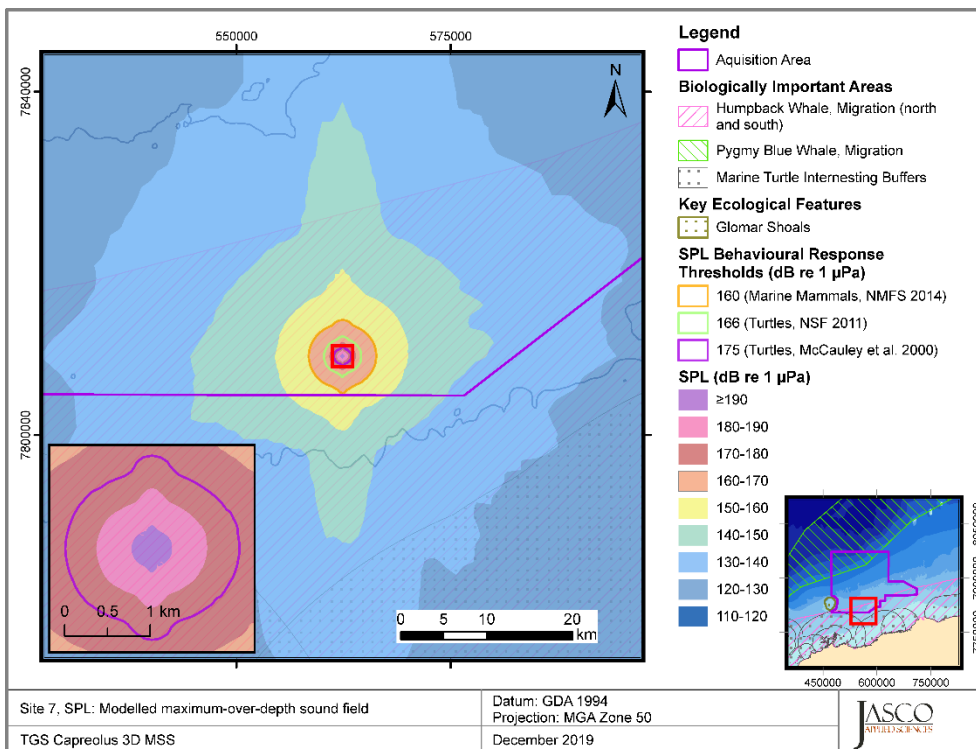 550000
575000
7840000
7800000
N
0 0.5 1 km
0 5 10 20
km
Legend
Aquisition Area
Biologically Important Areas
Humpback Whale, Migration (north
and south)
Pygmy Blue Whale, Migration
Marine Turtle Internesting Buffers
Key Ecological Features
Glomar Shoals
SPL Behavioural Response
Thresholds (dB re 1 µPa)
160 (Marine Mammals, NMFS 2014)
166 (Turtles, NSF 2011)
175 (Turtles, McCauley et al. 2000)
SPL (dB re 1 µPa)
≥190
180-190
170-180
160-170
150-160
140-150
130-140
120-130
110-120
450000 600000 750000
Site 7, SPL: Modelled maximum-over-depth sound field
Datum: GDA 1994
Projection: MGA Zone 50
TGS Capreolus 3D MSS
December 2019
JASCO
APPLIED SCIENCES